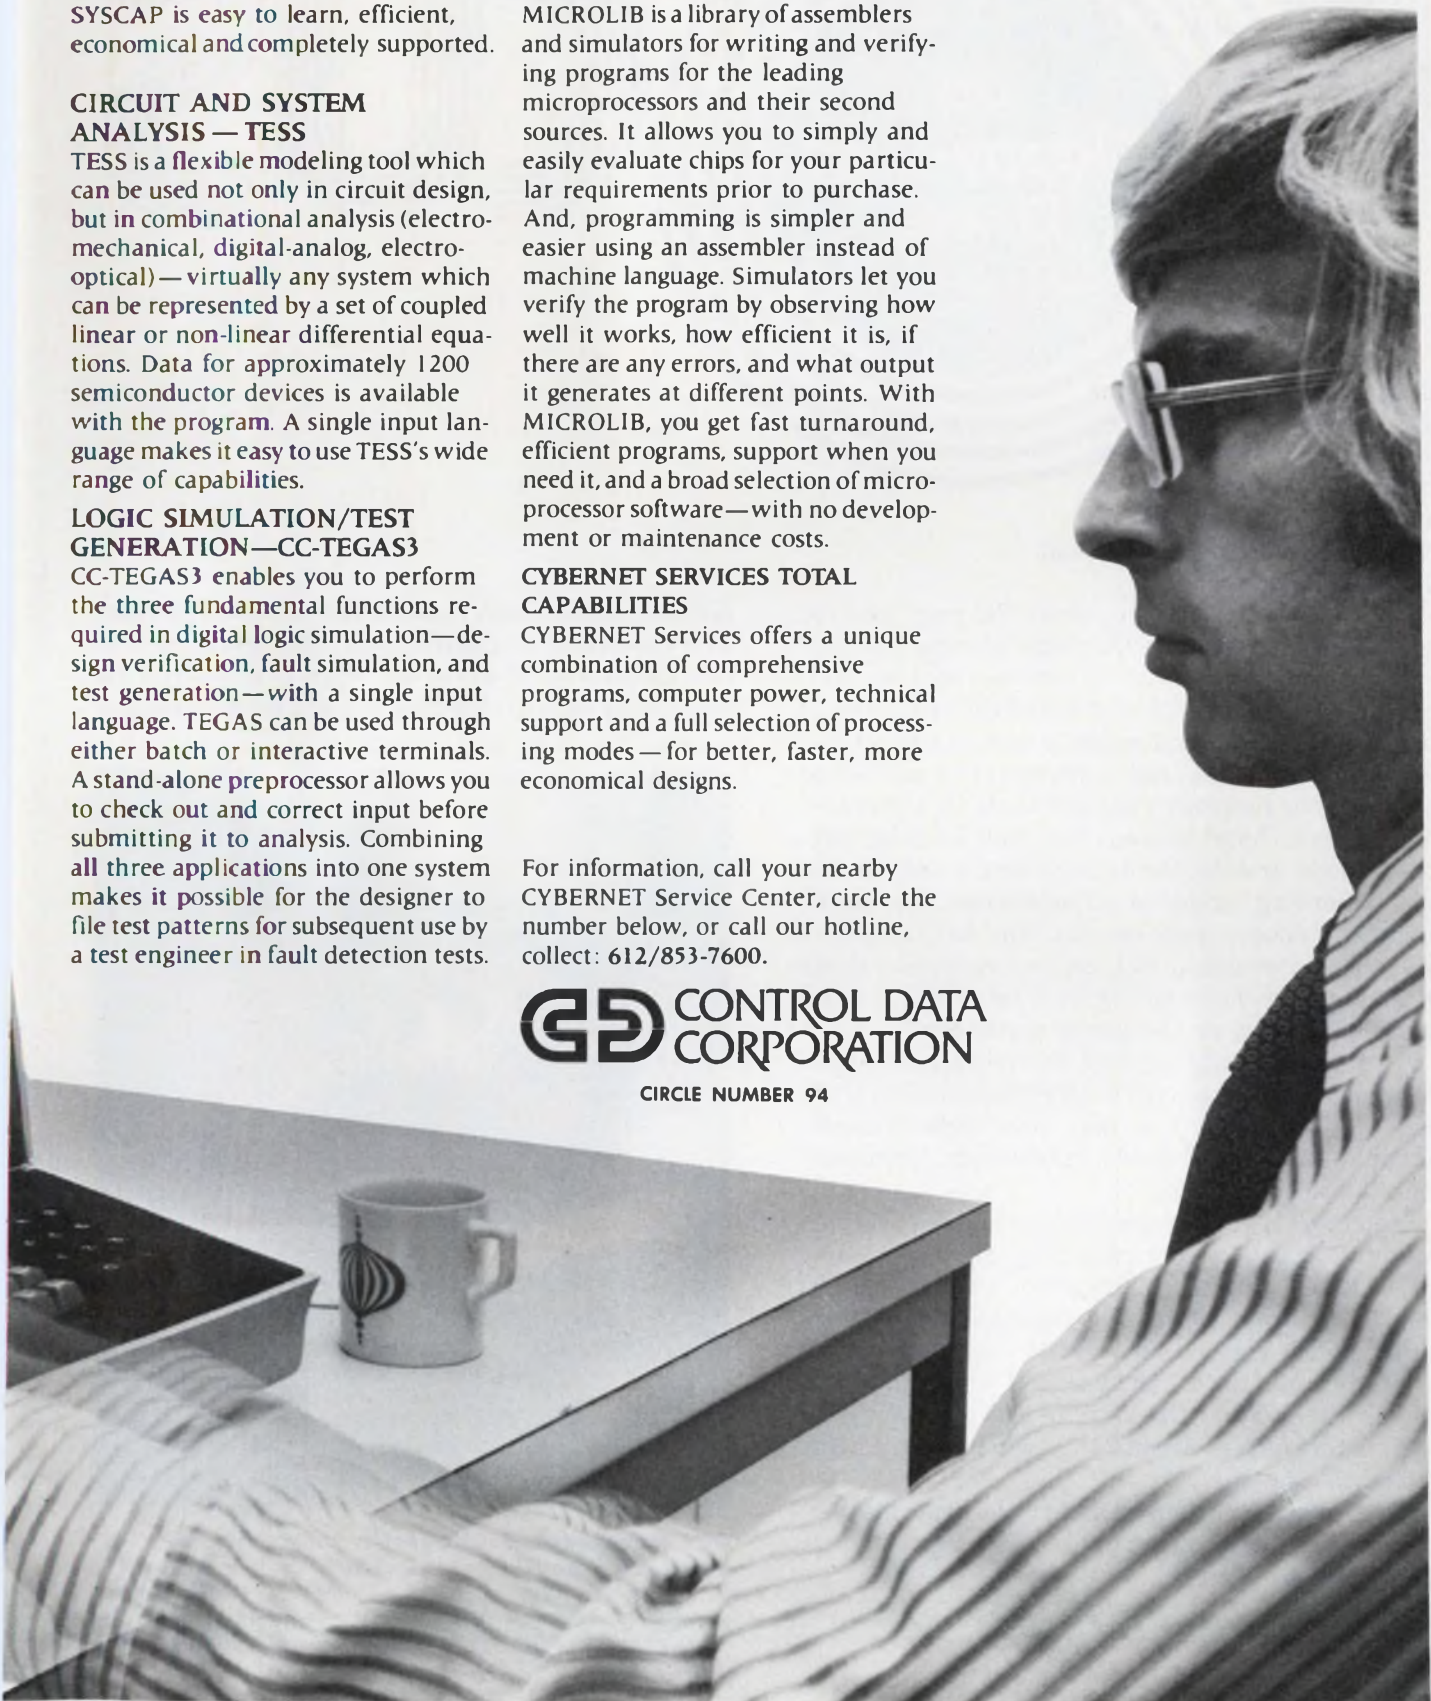 SYSCAP is easy to learn, efficient,
economical and completely supported.
CIRCUIT AND SYSTEM
ANALYSIS — TESS
TESS is a flexible modeling tool which
can be used not only in circuit design,
but in combinational analysis (electro-
mechanical, digital-analog, electro-
optical) — virtually any system which
can be represented by a set of coupled
linear or non-linear differential equa-
tions. Data for approximately 1200
semiconductor devices is available
with the program. A single input lan-
guage makes it easy to use TESS's wide
range of capabilities.
LOGIC SIMULATION/TEST
GENERATION—CC-TEGAS3
CC-TEGAS3 enables you to perform
the three fundamental functions re-
quired in digital logic simulation—de-
sign verification, fault simulation, and
test generation—with a single input
language. TEGAS can be used through
either batch or interactive terminals.
A stand-alone preprocessor allows you
to check out and correct input before
submitting it to analysis. Combining
all three applications into one system
makes it possible for the designer to
file test patterns for subsequent use by
a test engineer in fault detection tests.
MICROLIB is a library of assemblers
and simulators for writing and verify-
ing programs for the leading
microprocessors and their second
sources. It allows you to simply and
easily evaluate chips for your particu-
lar requirements prior to purchase.
And, programming is simpler and
easier using an assembler instead of
machine language. Simulators let you
verify the program by observing how
well it works, how efficient it is, if
there are any errors, and what output
it generates at different points. With
MICROLIB, you get fast turnaround,
efficient programs, support when you
need it, and a broad selection of micro-
processor software—with no develop-
ment or maintenance costs.
CYBERNET SERVICES TOTAL
CAPABILITIES
CYBERNET Services offers a unique
combination of comprehensive
programs, computer power, technical
support and a full selection of process-
ing modes — for better, faster, more
economical designs.
For information, call your nearby
CYBERNET Service Center, circle the
number below, or call our hotline,
collect: 612/853-7600.
CONTROL DATA
CORPORATION
CIRCLE NUMBER 94